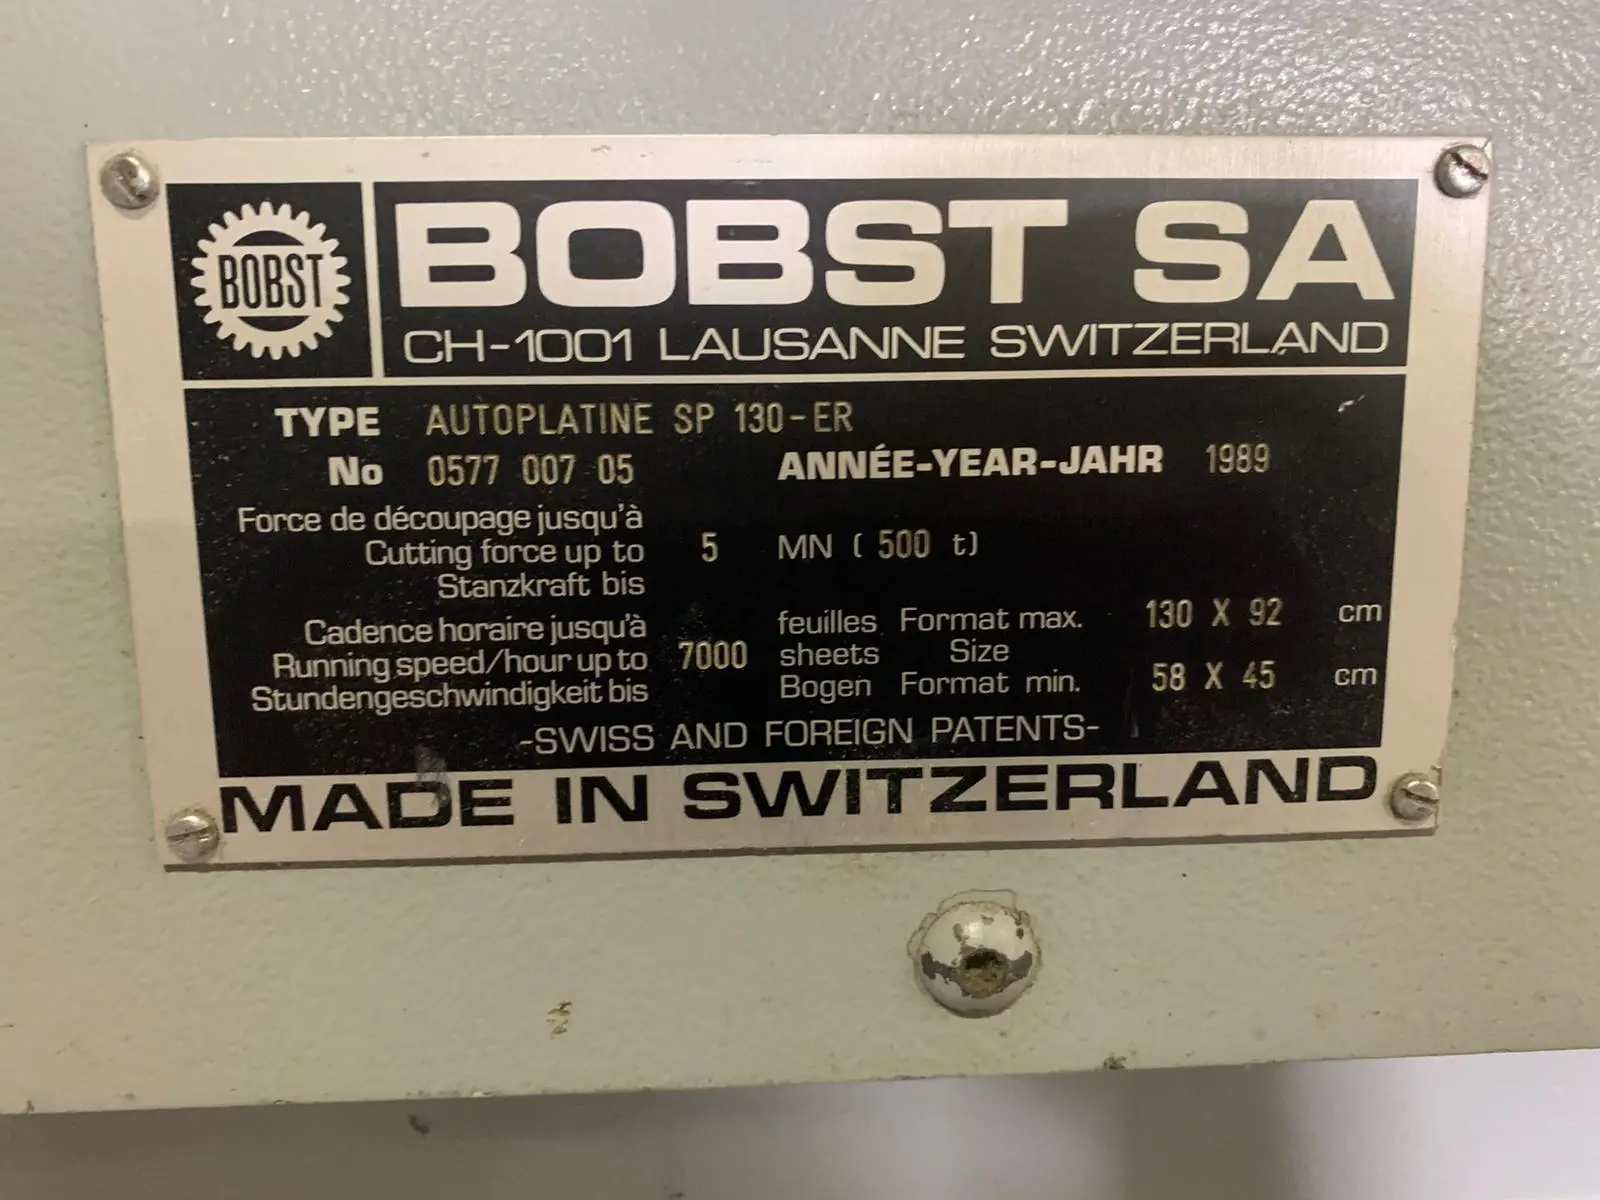 BOBST
BOBST SA
CH-1001 LAUSANNE SWITZERLAND
TYPE AUTOPLATINE SP 130-ER
No 0577 007 05 ANNÉE-YEAR-JAHR 1989
Force de découpage jusqu'à
Cutting force up to 5 MN (500 t)
Stanzkraft bis
Cadence horaire jusqu'à feuilles Format max. 130 X 92 cm
Running speed/hour up to 7000 sheets Size
Stundengeschwindigkeit bis Bogen Format min. 58 X 45 cm
-SWISS AND FOREIGN PATENTS-
MADE IN SWITZERLAND